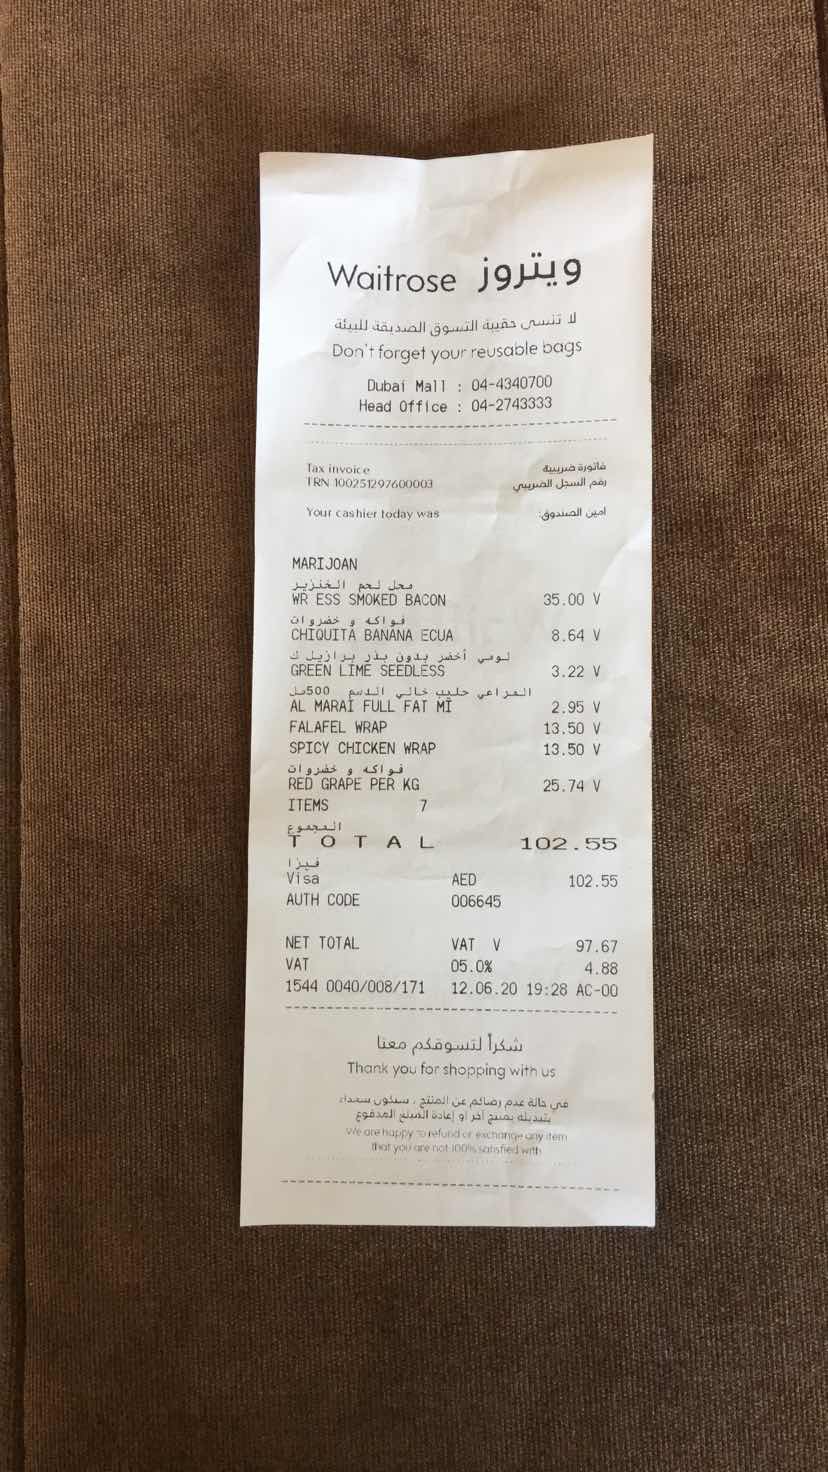 Waitrose ويتروز
لا تنسى حقيبة التسوق الصديقة للبيئة
Don't forget your reusable bags
Dubai Mall : 04-4340700
Head Office : 04-2743333
Tax invoice فاتورة ضريبية
TRN 100251297600003 رقم السجل الضريبي
Your cashier today was امين الصندوق:
MARIJOAN
محل لحم الخنزير
WR ESS SMOKED BACON 35.00 V
فواكه و خضروات
CHIQUITA BANANA ECUA 8.64 V
لومي أخضر بدون بذر برازيل ك
GREEN LIME SEEDLESS 3.22 V
المراعي حليب خالي الدسم 500مل
AL MARAI FULL FAT MI 2.95 V
FALAFEL WRAP 13.50 V
SPICY CHICKEN WRAP 13.50 V
فواكه و خضروات
RED GRAPE PER KG 25.74 V
ITEMS 7
المجموع
TOTAL 102.55
فيزا
Visa AED 102.55
AUTH CODE 006645
NET TOTAL VAT V 97.67
VAT 05.0% 4.88
1544 0040/008/171 12.06.20 19:28 AC-00
شكراً لتسوقكم معنا
Thank you for shopping with us
في حالة عدم رضائكم عن المنتج ، سنكون سعداء
بتبديله بمنتج آخر او إعادة المبلغ المدفوع
We are happy to refund or exchange any item
that you are not 100% satisfied with